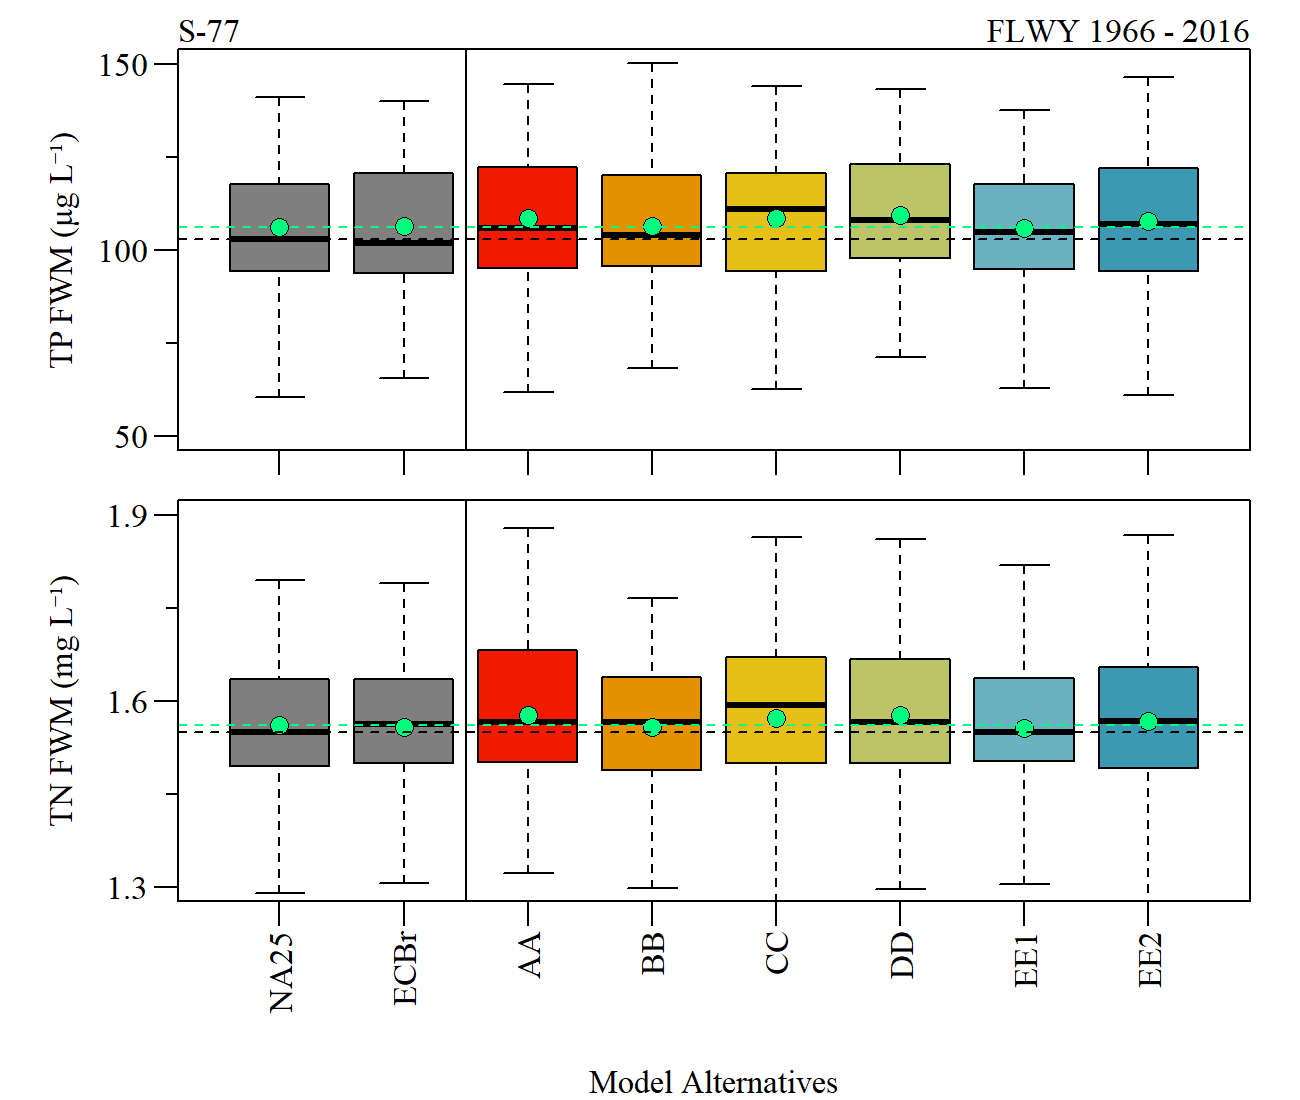 S-77
FLWY 1966 - 2016
TP FWM (µg L⁻¹)
150
100
50
TN FWM (mg L⁻¹)
1.9
1.6
1.3
NA25
ECBr
AA
BB
CC
DD
EE1
EE2
Model Alternatives